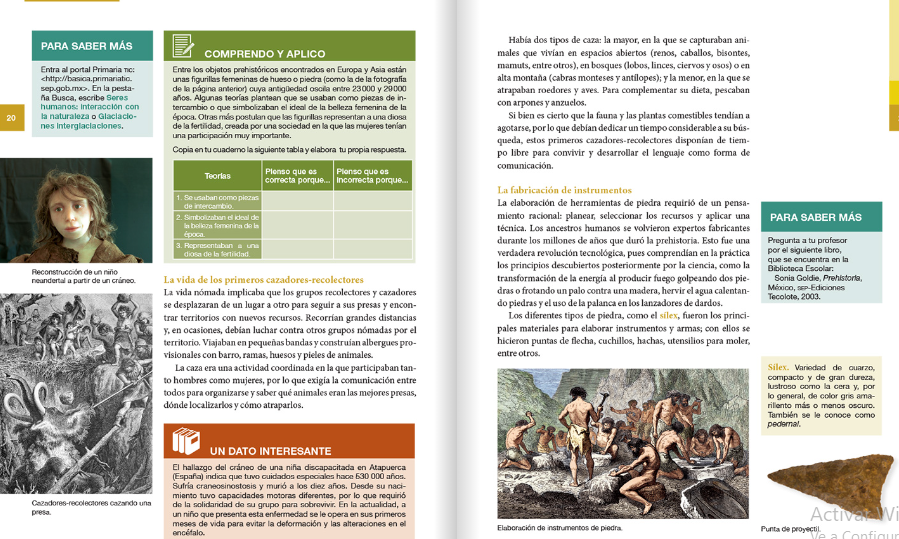 PARA SABER MÁS
Entra al portal Primaria TIC:
<http://basica.primariatic.
sep.gob.mx>. En la pesta-
ña Busca, escribe Seres
humanos: interacción con
la naturaleza o Glaciacio-
nes interglaciaciones.
20
Reconstrucción de un niño
neandertal a partir de un cráneo.
Cazadores-recolectores cazando una
presa.
COMPRENDO Y APLICO
Entre los objetos prehistóricos encontrados en Europa y Asia están
unas figurillas femeninas de hueso o piedra (como la de la fotografía
de la página anterior) cuya antigüedad oscila entre 23 000 y 29 000
años. Algunas teorías plantean que se usaban como piezas de in-
tercambio o que simbolizaban el ideal de la belleza femenina de la
época. Otras más postulan que las figurillas representan a una diosa
de la fertilidad, creada por una sociedad en la que las mujeres tenían
una participación muy importante.
Copia en tu cuaderno la siguiente tabla y elabora tu propia respuesta.
Teorías
Pienso que es
correcta porque...
Pienso que es
incorrecta porque...
1. Se usaban como piezas
de intercambio.
2. Simbolizaban el ideal de
la belleza femenina de la
época.
3. Representaban a una
diosa de la fertilidad.
La vida de los primeros cazadores-recolectores
La vida nómada implicaba que los grupos recolectores y cazadores
se desplazaran de un lugar a otro para seguir a sus presas y encon-
trar territorios con nuevos recursos. Recorrían grandes distancias
y, en ocasiones, debían luchar contra otros grupos nómadas por el
territorio. Viajaban en pequeñas bandas y construían albergues pro-
visionales con barro, ramas, huesos y pieles de animales.
La caza era una actividad coordinada en la que participaban tan-
to hombres como mujeres, por lo que exigía la comunicación entre
todos para organizarse y saber qué animales eran las mejores presas,
dónde localizarlos y cómo atraparlos.
UN DATO INTERESANTE
El hallazgo del cráneo de una niña discapacitada en Atapuerca
(España) indica que tuvo cuidados especiales hace 530 000 años.
Sufría craneosinostosis y murió a los diez años. Desde su naci-
miento tuvo capacidades motoras diferentes, por lo que requirió
de la solidaridad de su grupo para sobrevivir. En la actualidad, a
un niño que presenta esta enfermedad se le opera en sus primeros
meses de vida para evitar la deformación y las alteraciones en el
encéfalo.
Había dos tipos de caza: la mayor, en la que se capturaban ani-
males que vivían en espacios abiertos (renos, caballos, bisontes,
mamuts, entre otros), en bosques (lobos, linces, ciervos y osos) o en
alta montaña (cabras monteses y antílopes); y la menor, en la que se
atrapaban roedores y aves. Para complementar su dieta, pescaban
con arpones y anzuelos.
Si bien es cierto que la fauna y las plantas comestibles tendían a
agotarse, por lo que debían dedicar un tiempo considerable a su bús-
queda, estos primeros cazadores-recolectores disponían de tiem-
po libre para convivir y desarrollar el lenguaje como forma de
comunicación.
La fabricación de instrumentos
La elaboración de herramientas de piedra requirió de un pensa-
miento racional: planear, seleccionar los recursos y aplicar una
técnica. Los ancestros humanos se volvieron expertos fabricantes
durante los millones de años que duró la prehistoria. Esto fue una
verdadera revolución tecnológica, pues comprendían en la práctica
los principios descubiertos posteriormente por la ciencia, como la
transformación de la energía al producir fuego golpeando dos pie-
dras o frotando un palo contra una madera, hervir el agua calentan-
do piedras y el uso de la palanca en los lanzadores de dardos.
Los diferentes tipos de piedra, como el sílex, fueron los princi-
pales materiales para elaborar instrumentos y armas; con ellos se
hicieron puntas de flecha, cuchillos, hachas, utensilios para moler,
entre otros.
Elaboración de instrumentos de piedra.
PARA SABER MÁS
Pregunta a tu profesor
por el siguiente libro,
que se encuentra en la
Biblioteca Escolar:
Sonia Goldie, Prehistoria,
México, SEP-Ediciones
Tecolote, 2003.
Sílex. Variedad de cuarzo,
compacto y de gran dureza,
lustroso como la cera y, por
lo general, de color gris ama-
rillento más o menos oscuro.
También se le conoce como
pedernal.
Punta de proyectil.
Activar Wi
Ve a Configur